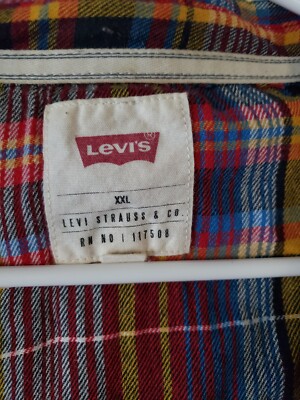 LEVI'S
XXL
LEVI STRAUSS & CO.
RN NO | 117508